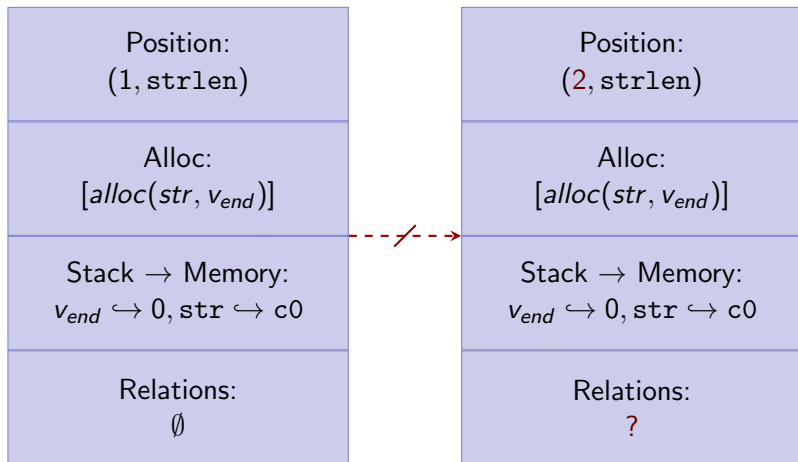 Position:
(1, strlen)
Alloc:
[alloc(str, v_end)]
Stack → Memory:
v_end ↪ 0, str ↪ c0
Relations:
∅
Position:
(2, strlen)
Alloc:
[alloc(str, v_end)]
Stack → Memory:
v_end ↪ 0, str ↪ c0
Relations:
?